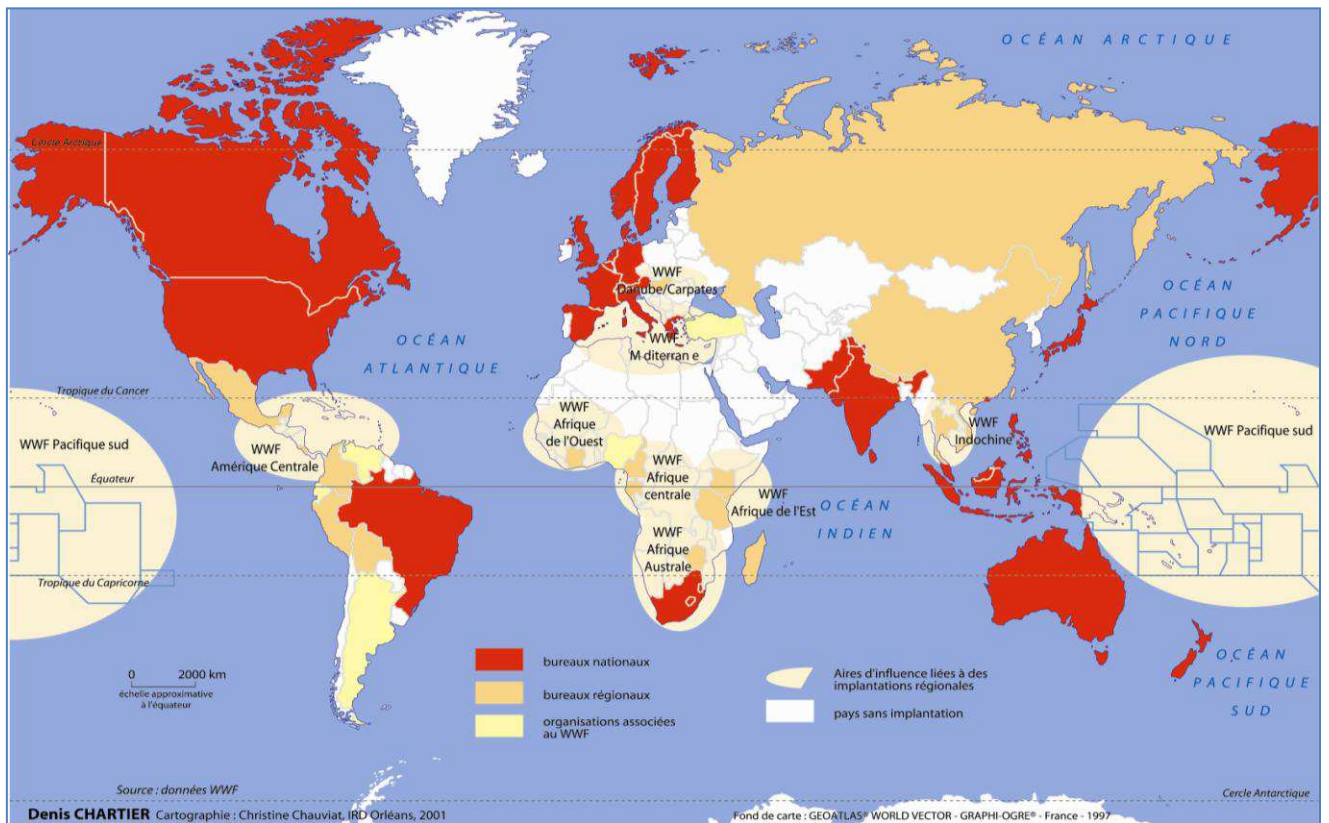 OCÉAN ARCTIQUE
Cercle Arctique
OCÉAN
PACIFIQUE
NORD
OCÉAN
ATLANTIQUE
WWF
Danube/Carpates
WWF
M diterran e
Tropique du Cancer
WWF Pacifique sud
WWF
Amérique Centrale
Équateur
WWF
Afrique
de l'Ouest
WWF
Afrique
centrale
WWF
Afrique de l'Est
WWF
Afrique
Australe
WWF
Indochine
WWF Pacifique sud
OCÉAN
INDIEN
Tropique du Capricorne
OCÉAN
PACIFIQUE
SUD
0 2000 km
échelle approximative
à l'équateur
bureaux nationaux
bureaux régionaux
organisations associées
au WWF
Aires d'influence liées à des
implantations régionales
pays sans implantation
Source : données WWF
Cercle Antarctique
Denis CHARTIER Cartographie : Christine Chauviat, IRD Orléans, 2001
Fond de carte : GEOATLAS® WORLD VECTOR - GRAPHI-OGRE® - France - 1997